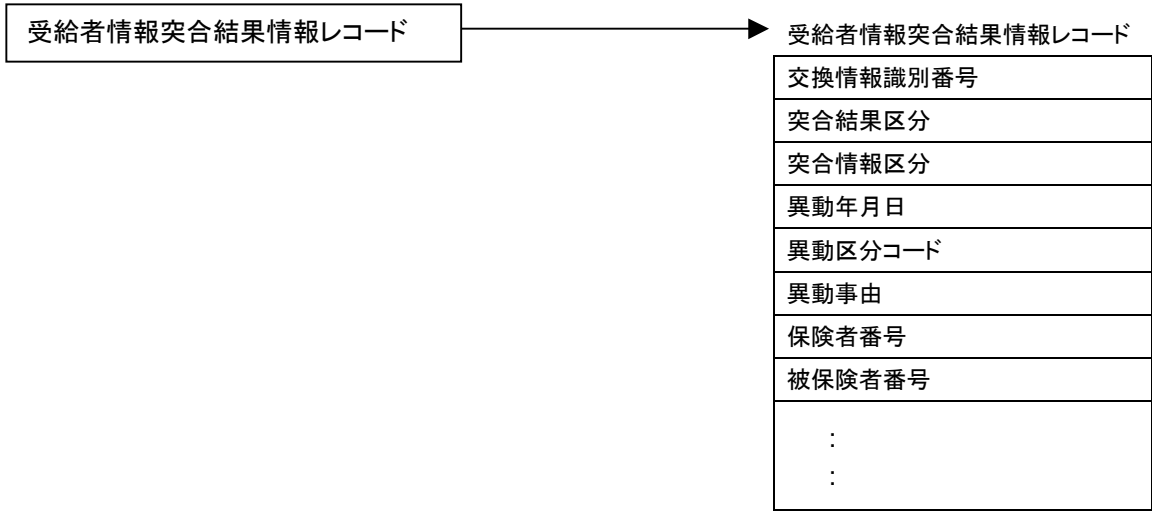 受給者情報突合結果情報レコード
受給者情報突合結果情報レコード
交換情報識別番号
突合結果区分
突合情報区分
異動年月日
異動区分コード
異動事由
保険者番号
被保険者番号
:
: